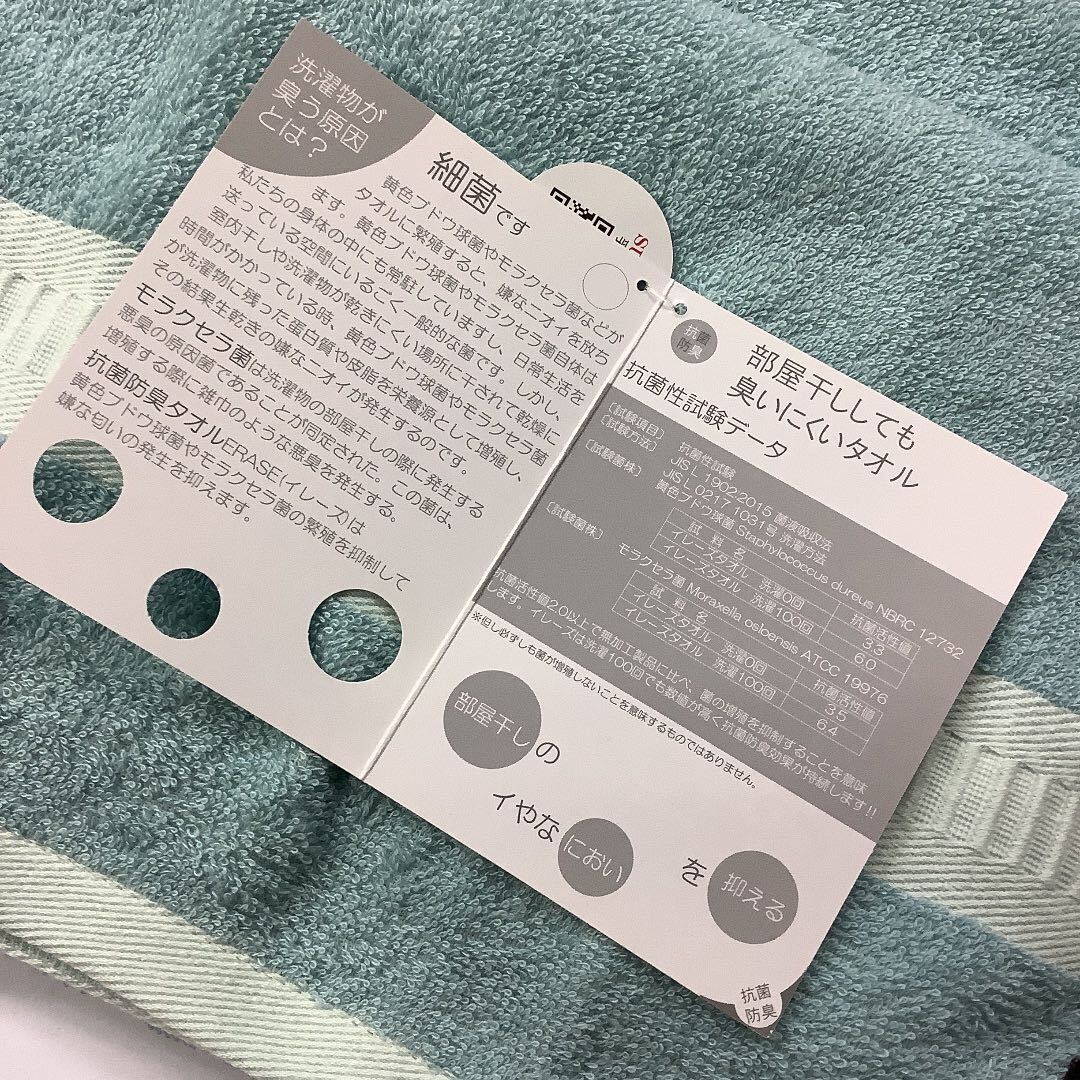 洗濯物が
臭う原因
とは？
細菌です
黄色ブドウ球菌やモラクセラ菌などが
タオルに繁殖すると、嫌なニオイを放ち
ます。黄色ブドウ球菌やモラクセラ菌自体は
私たちの身体の中にも常駐していますし、日常生活を
送っている空間にいるごく一般的な菌です。しかし、
室内干しや洗濯物が乾きにくい場所に干されて乾燥に
時間がかかっている時、黄色ブドウ球菌やモラクセラ菌
が洗濯物に残った蛋白質や皮脂を栄養源として増殖し、
その結果生乾きの嫌なニオイが発生するのです。
モラクセラ菌は洗濯物の部屋干しの際に発生する
悪臭の原因菌であることが同定された。この菌は、
増殖する際に雑巾のような悪臭を発生する。
抗菌防臭タオルERASE(イレーズ)は
黄色ブドウ球菌やモラクセラ菌の繁殖を抑制して
嫌な匂いの発生を抑えます。
抗菌
防臭
部屋干ししても
臭いにくいタオル
抗菌性試験データ
〔試験項目〕 抗菌性試験
〔試験方法〕 JIS L 1902:2015 菌液吸収法
JIS L 0217 1031号 洗濯方法
〔試験菌株〕 黄色ブドウ球菌 Staphylococcus dureus NBRC 12732
試料名 抗菌活性値
イレーズタオル 洗濯0回 3.3
イレーズタオル 洗濯100回 6.0
〔試験菌株〕 モラクセラ菌 Moraxella osloensis ATCC 19976
試料名 抗菌活性値
イレーズタオル 洗濯0回 3.5
イレーズタオル 洗濯100回 6.4
抗菌活性値2.0以上で無加工製品に比べ、菌の増殖を抑制することを意味
します。イレーズは洗濯100回でも数値が高く抗菌防臭効果が持続します!!
※但し必ずしも菌が増殖しないことを意味するものではありません。
部屋干しの
イヤなにおいを抑える
抗菌
防臭